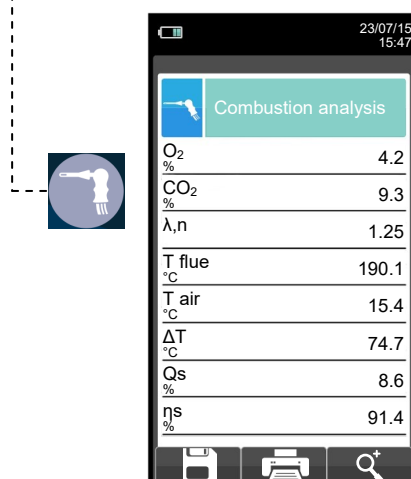 23/07/15
15:47
Combustion analysis
O₂
% 4.2
CO₂
% 9.3
λ,n 1.25
T flue
°C 190.1
T air
°C 15.4
ΔT
°C 74.7
Qs
% 8.6
ηs
% 91.4